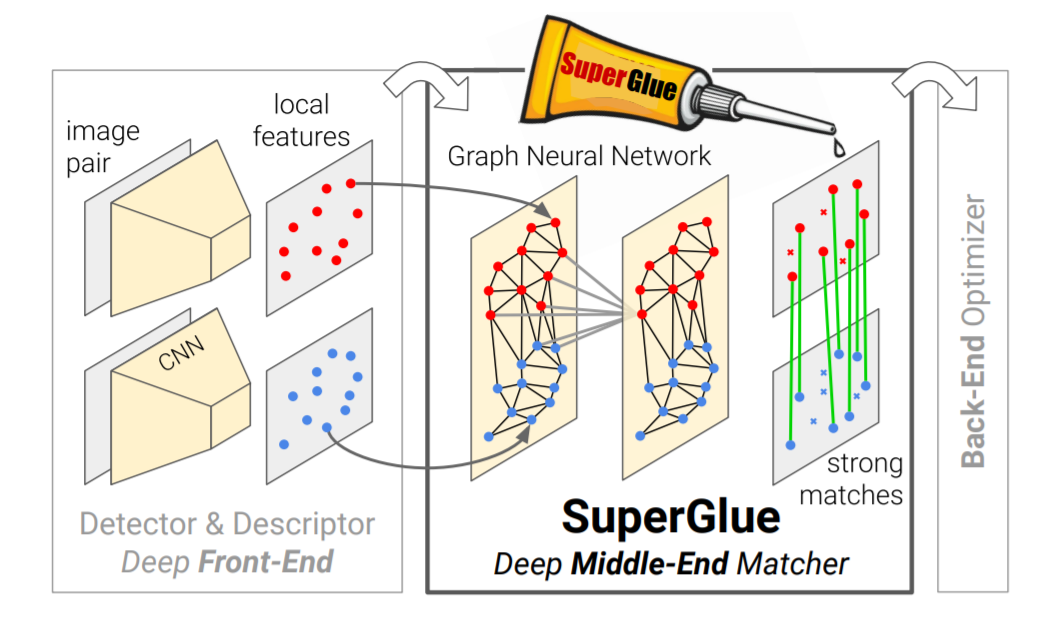 image
pair
local
features
CNN
Detector & Descriptor
Deep Front-End
SuperGlue
Graph Neural Network
strong
matches
SuperGlue
Deep Middle-End Matcher
Back-End Optimizer